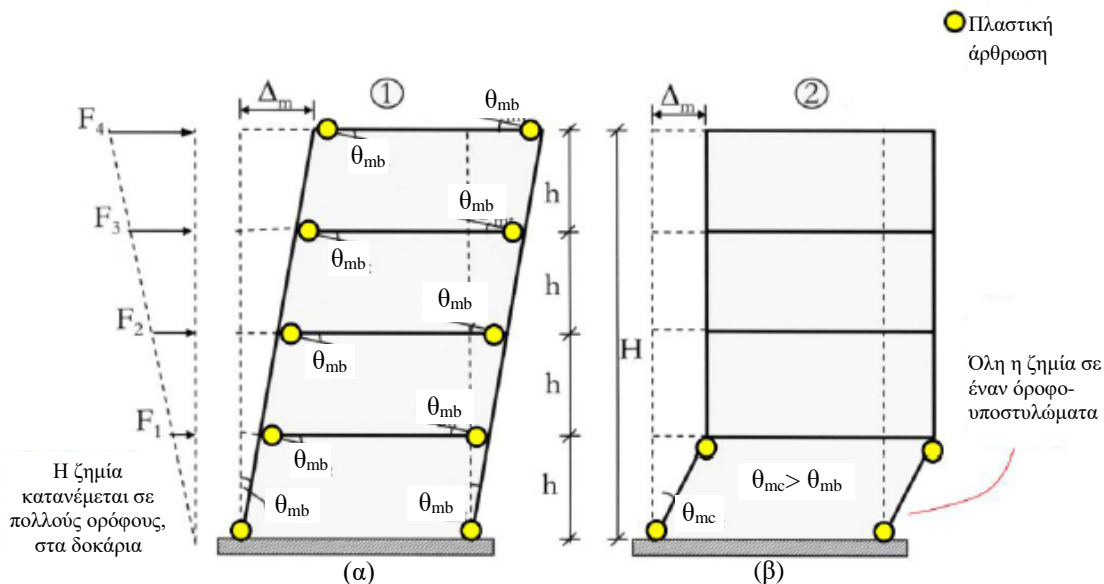 Πλαστική
άρθρωση
Δm
①
θmb
②
Δm
F4
θmb
θmb
h
F3
θmb
θmb
h
F2
θmb
H
θmb
h
Όλη η ζημία σε
έναν όροφο-
υποστυλώματα
F1
θmb
θmb
h
Η ζημία
κατανέμεται σε
πολλούς ορόφους,
στα δοκάρια
θmb
θmb
θmc> θmb
θmc
(α)
(β)